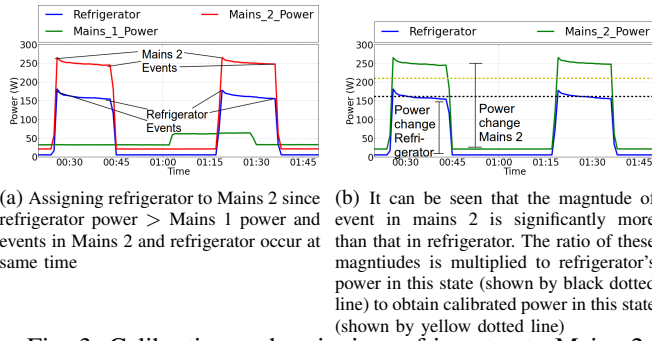 Refrigerator
Mains_2_Power
Mains_1_Power
300
250
200
150
100
50
0
Power (W)
Mains 2
Events
Refrigerator
Events
00:30
00:45
01:00
01:15
01:30
01:45
Time
(a) Assigning refrigerator to Mains 2 since
refrigerator power > Mains 1 power and
events in Mains 2 and refrigerator occur at
same time
Refrigerator
Mains_2_Power
300
250
200
150
100
50
0
Power (W)
Power
change
Refri-
gerator
Power
change
Mains 2
00:30
00:45
01:00
01:15
01:30
01:45
Time
(b) It can be seen that the magntude of
event in mains 2 is significantly more
than that in refrigerator. The ratio of these
magntiudes is multiplied to refrigerator's
power in this state (shown by black dotted
line) to obtain calibrated power in this state
(shown by yellow dotted line)